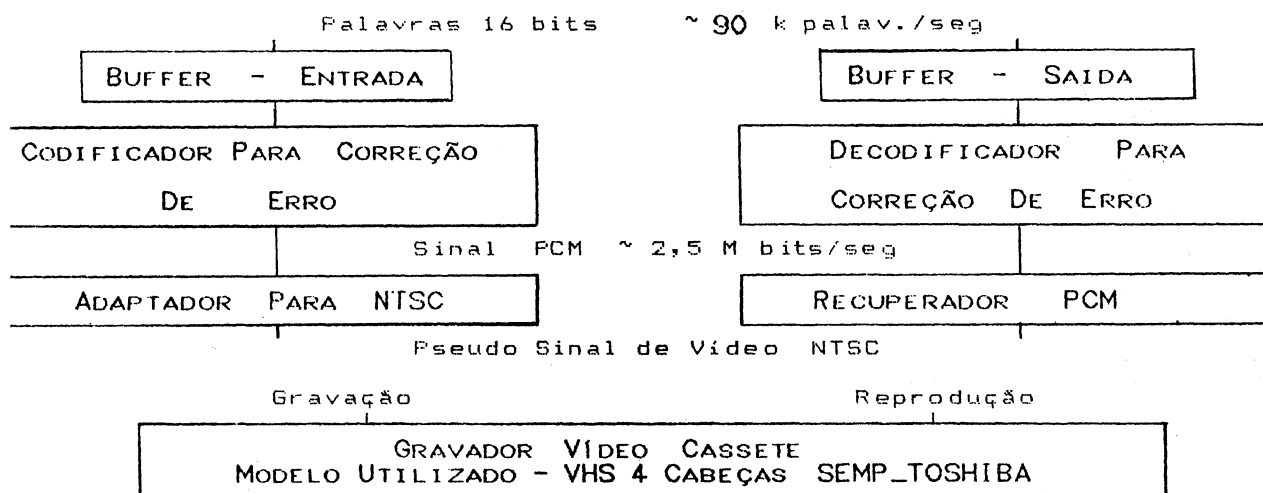 Palavras 16 bits ~ 90 k palav./seg
BUFFER - ENTRADA
BUFFER - SAIDA
CODIFICADOR PARA CORREÇÃO
DE ERRO
DECODIFICADOR PARA
CORREÇÃO DE ERRO
Sinal PCM ~ 2,5 M bits/seg
ADAPTADOR PARA NTSC
RECUPERADOR PCM
Pseudo Sinal de Vídeo NTSC
Gravação
Reprodução
GRAVADOR VÍDEO CASSETE
MODELO UTILIZADO - VHS 4 CABEÇAS SEMP_TOSHIBA